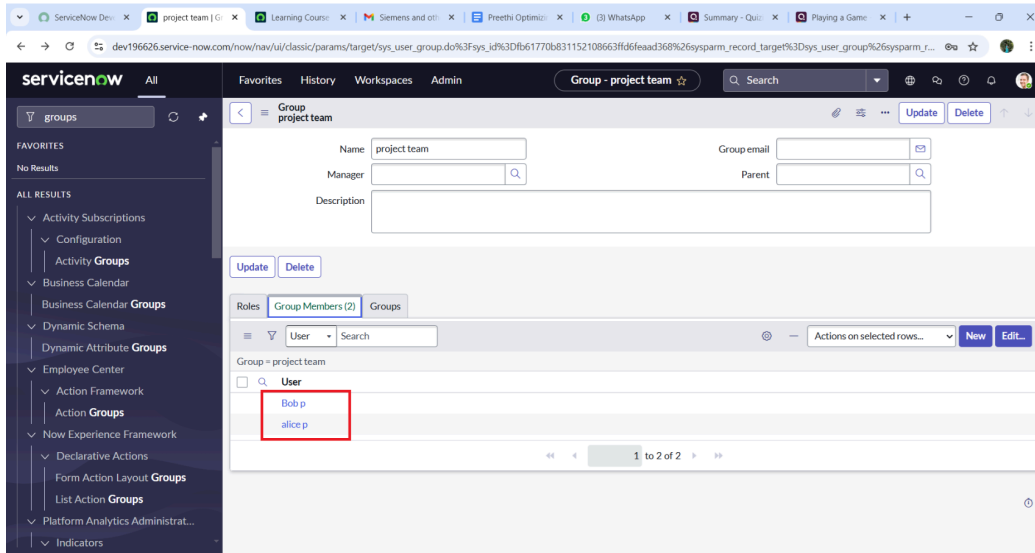 ServiceNow Deve
project team | Gr
Learning Course
Siemens and oth
Preethi Optimizi
(3) WhatsApp
Summary - Quiz
Playing a Game
dev196626.service-now.com/now/nav/ui/classic/params/target/sys_user_group.do%3Fsys_id%3Dfb61770b831152108663ffd6feaad368%26sysparm_record_target%3Dsys_user_group%26sysparm_r...
servicenow All Favorites History Workspaces Admin Group - project team Search
groups
FAVORITES
No Results
ALL RESULTS
Activity Subscriptions
Configuration
Activity Groups
Business Calendar
Business Calendar Groups
Dynamic Schema
Dynamic Attribute Groups
Employee Center
Action Framework
Action Groups
Now Experience Framework
Declarative Actions
Form Action Layout Groups
List Action Groups
Platform Analytics Administrat...
Indicators
Group
project team
Update Delete
Name project team
Group email
Manager
Parent
Description
Update Delete
Roles Group Members (2) Groups
User Search Actions on selected rows... New Edit...
Group = project team
User
Bob p
alice p
1 to 2 of 2